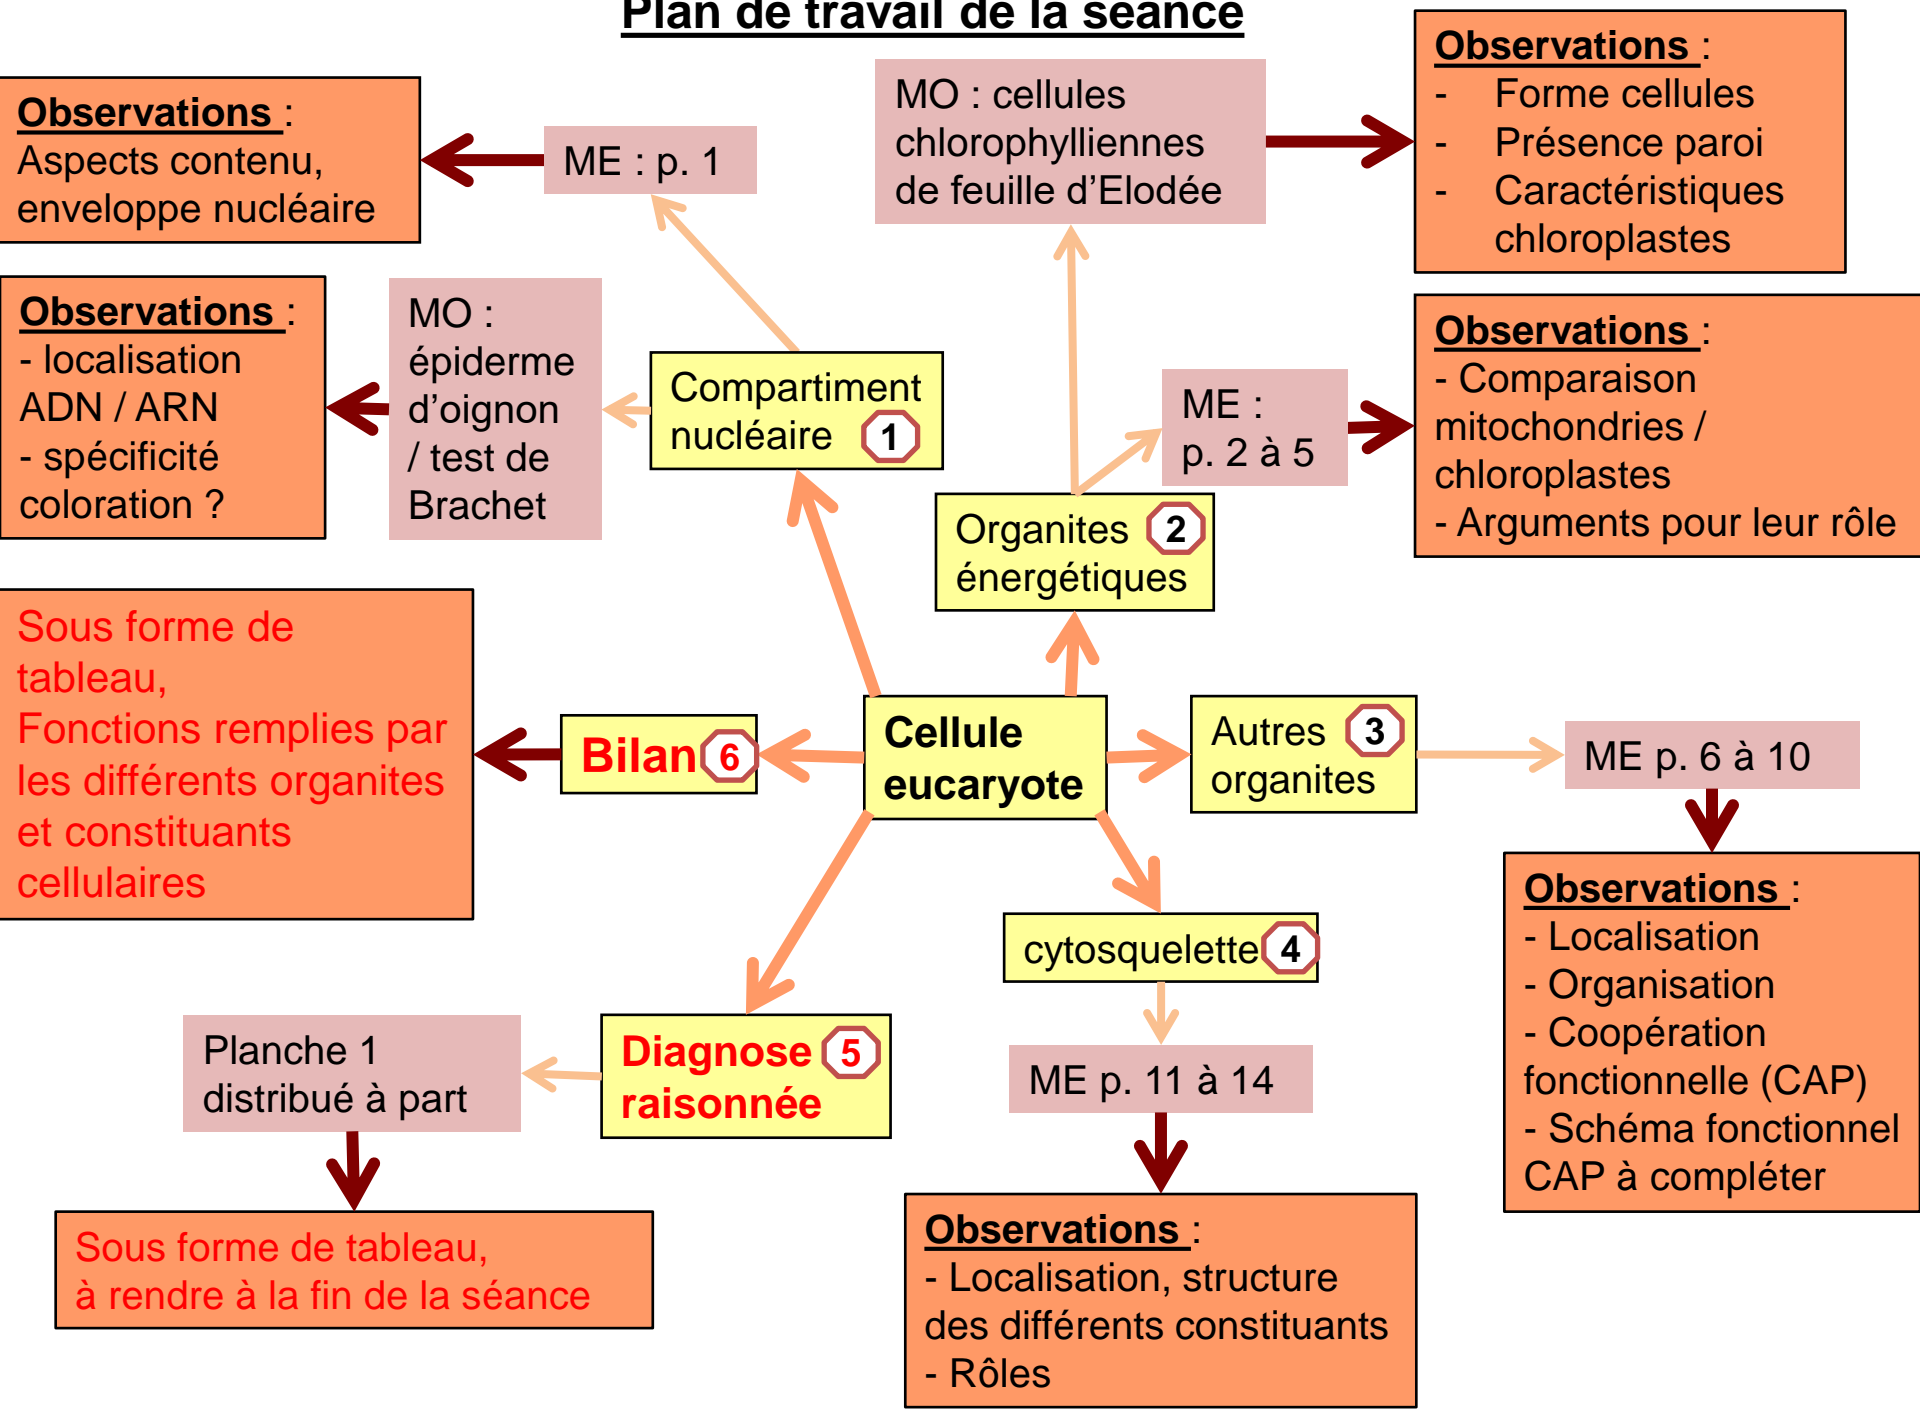 Plan de travail de la séance
Observations :
Aspects contenu,
enveloppe nucléaire
ME : p. 1
MO : cellules
chlorophylliennes
de feuille d’Elodée
Observations :
- Forme cellules
- Présence paroi
- Caractéristiques
chloroplastes
Observations :
- localisation
ADN / ARN
- spécificité
coloration ?
MO :
épiderme
d’oignon
/ test de
Brachet
Compartiment
nucléaire 1
ME :
p. 2 à 5
Observations :
- Comparaison
mitochondries /
chloroplastes
- Arguments pour leur rôle
Organites 2
énergétiques
Sous forme de
tableau,
Fonctions remplies par
les différents organites
et constituants
cellulaires
Bilan 6
Cellule
eucaryote
Autres 3
organites
ME p. 6 à 10
Observations :
- Localisation
- Organisation
- Coopération
fonctionnelle (CAP)
- Schéma fonctionnel
CAP à compléter
cytosquelette 4
ME p. 11 à 14
Observations :
- Localisation, structure
des différents constituants
- Rôles
Diagnose 5
raisonnée
Planche 1
distribué à part
Sous forme de tableau,
à rendre à la fin de la séance